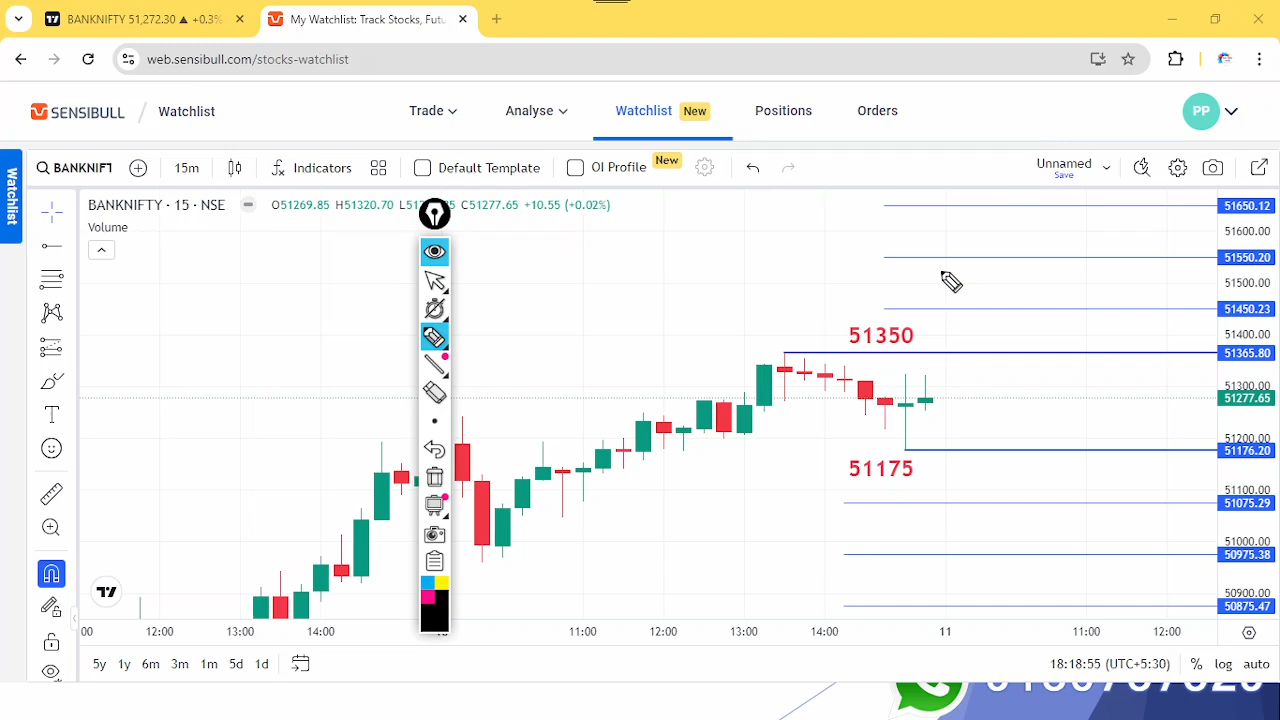 BANKNIFTY 51,272.30 ▲ +0.3%
My Watchlist: Track Stocks, Futu
web.sensibull.com/stocks-watchlist
SENSIBULL / Watchlist
Trade
Analyse
Watchlist New
Positions
Orders
PP
Watchlist
BANKNIFT
15m
Indicators
Default Template
OI Profile
New
Unnamed
Save
BANKNIFTY · 15 · NSE
O51269.85 H51320.70 C51277.65 +10.55 (+0.02%)
Volume
51650.12
51600.00
51550.20
51500.00
51450.23
51400.00
51365.80
51300.00
51277.65
51200.00
51176.20
51100.00
51075.29
51000.00
50975.38
50900.00
50875.47
51350
51175
:00
12:00
13:00
14:00
11:00
12:00
13:00
14:00
11
11:00
12:00
5y 1y 6m 3m 1m 5d 1d
18:18:55 (UTC+5:30)
% log auto